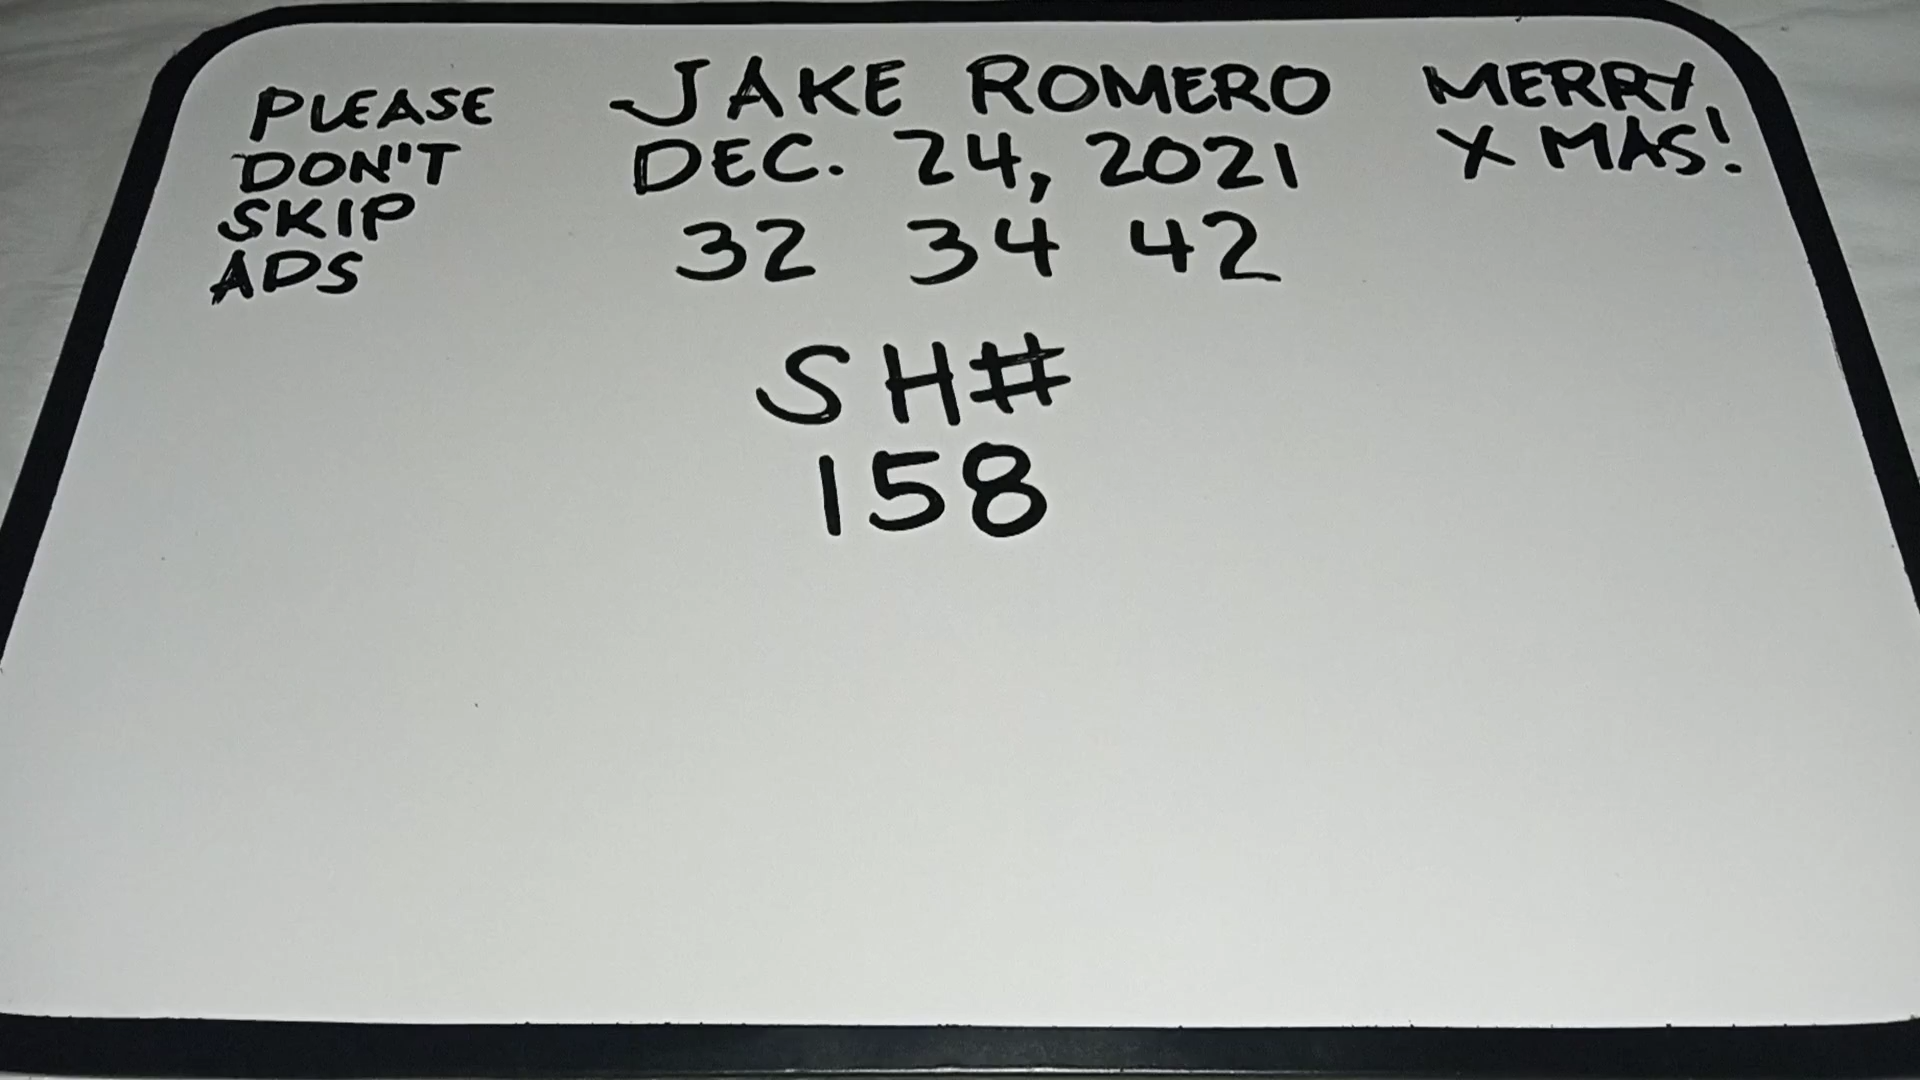 PLEASE
DON'T
SKIP
ADS
JAKE ROMERO
DEC. 24, 2021
32 34 42
MERRY
X MAS!
SH#
158